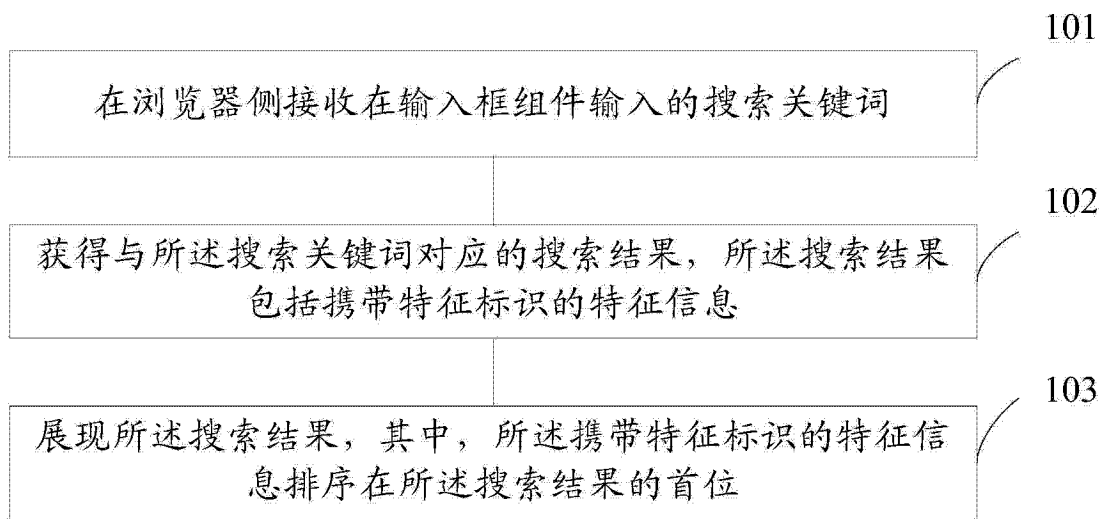 101
在浏览器侧接收在输入框组件输入的搜索关键词
102
获得与所述搜索关键词对应的搜索结果，所述搜索结果
包括携带特征标识的特征信息
103
展现所述搜索结果，其中，所述携带特征标识的特征信
息排序在所述搜索结果的首位